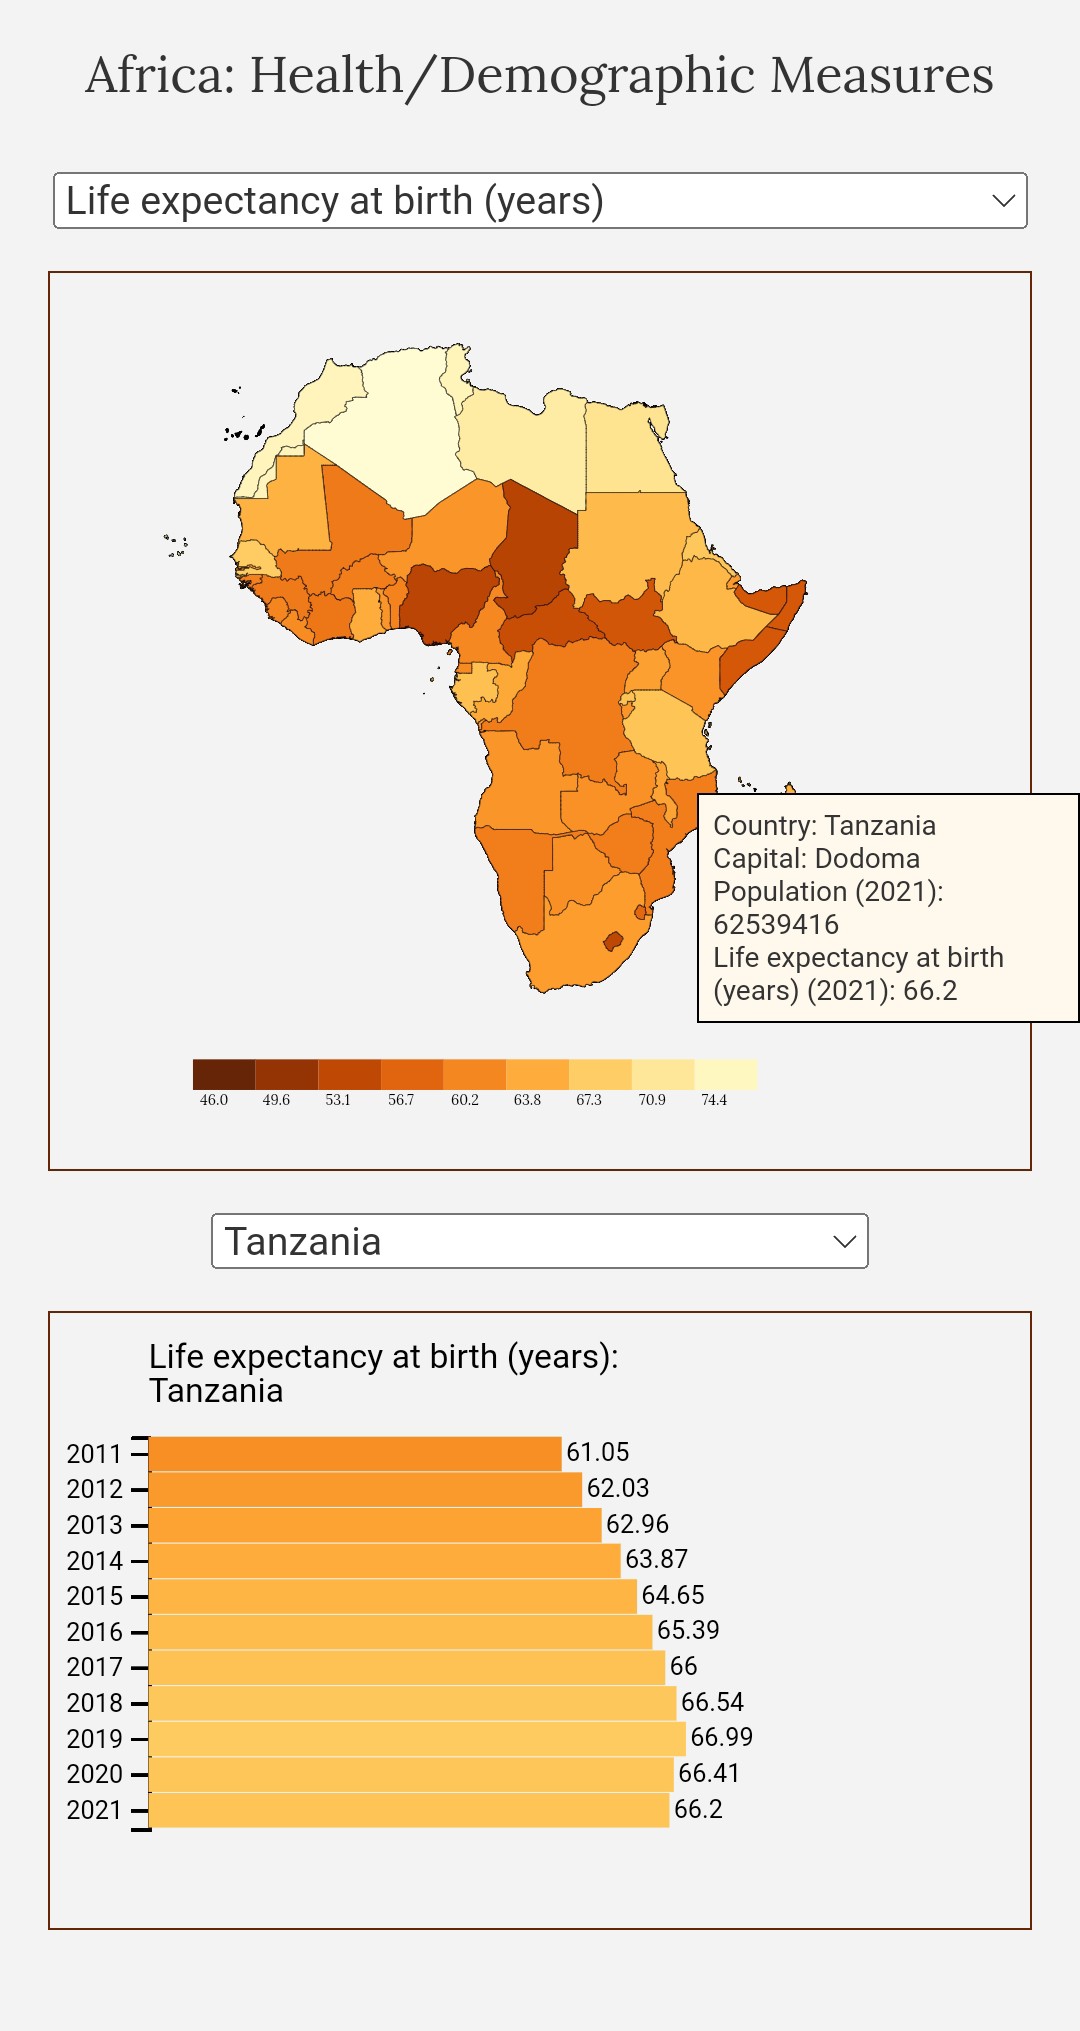 Africa: Health/Demographic Measures
Life expectancy at birth (years)
Country: Tanzania
Capital: Dodoma
Population (2021):
62539416
Life expectancy at birth
(years) (2021): 66.2
46.0 49.6 53.1 56.7 60.2 63.8 67.3 70.9 74.4
Tanzania
Life expectancy at birth (years):
Tanzania
2011 61.05
2012 62.03
2013 62.96
2014 63.87
2015 64.65
2016 65.39
2017 66
2018 66.54
2019 66.99
2020 66.41
2021 66.2